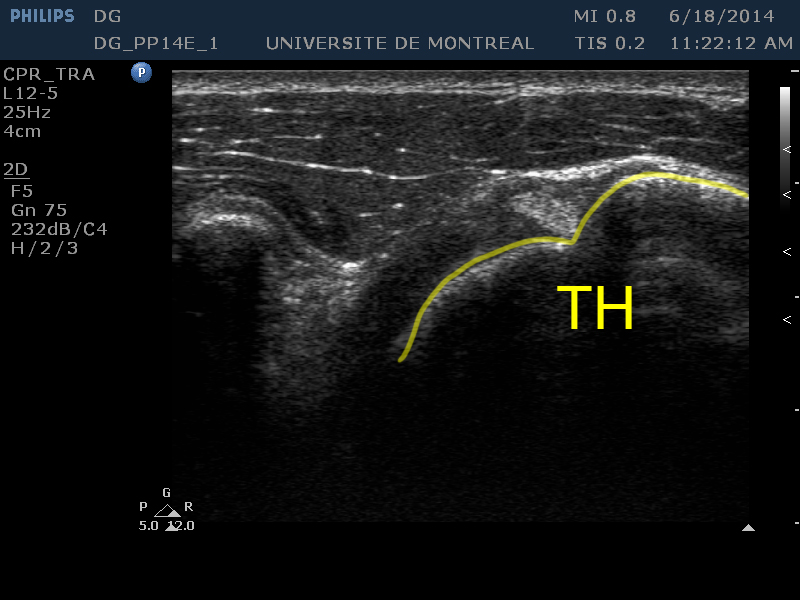 PHILIPS DG MI 0.8 6/18/2014
DG_PP14E_1 UNIVERSITE DE MONTREAL TIS 0.2 11:22:12 AM
CPR_TRA P
L12-5
25Hz
4cm
2D
F5
Gn 75
232dB/C4
H/2/3
TH
G
P R
5.0 12.0